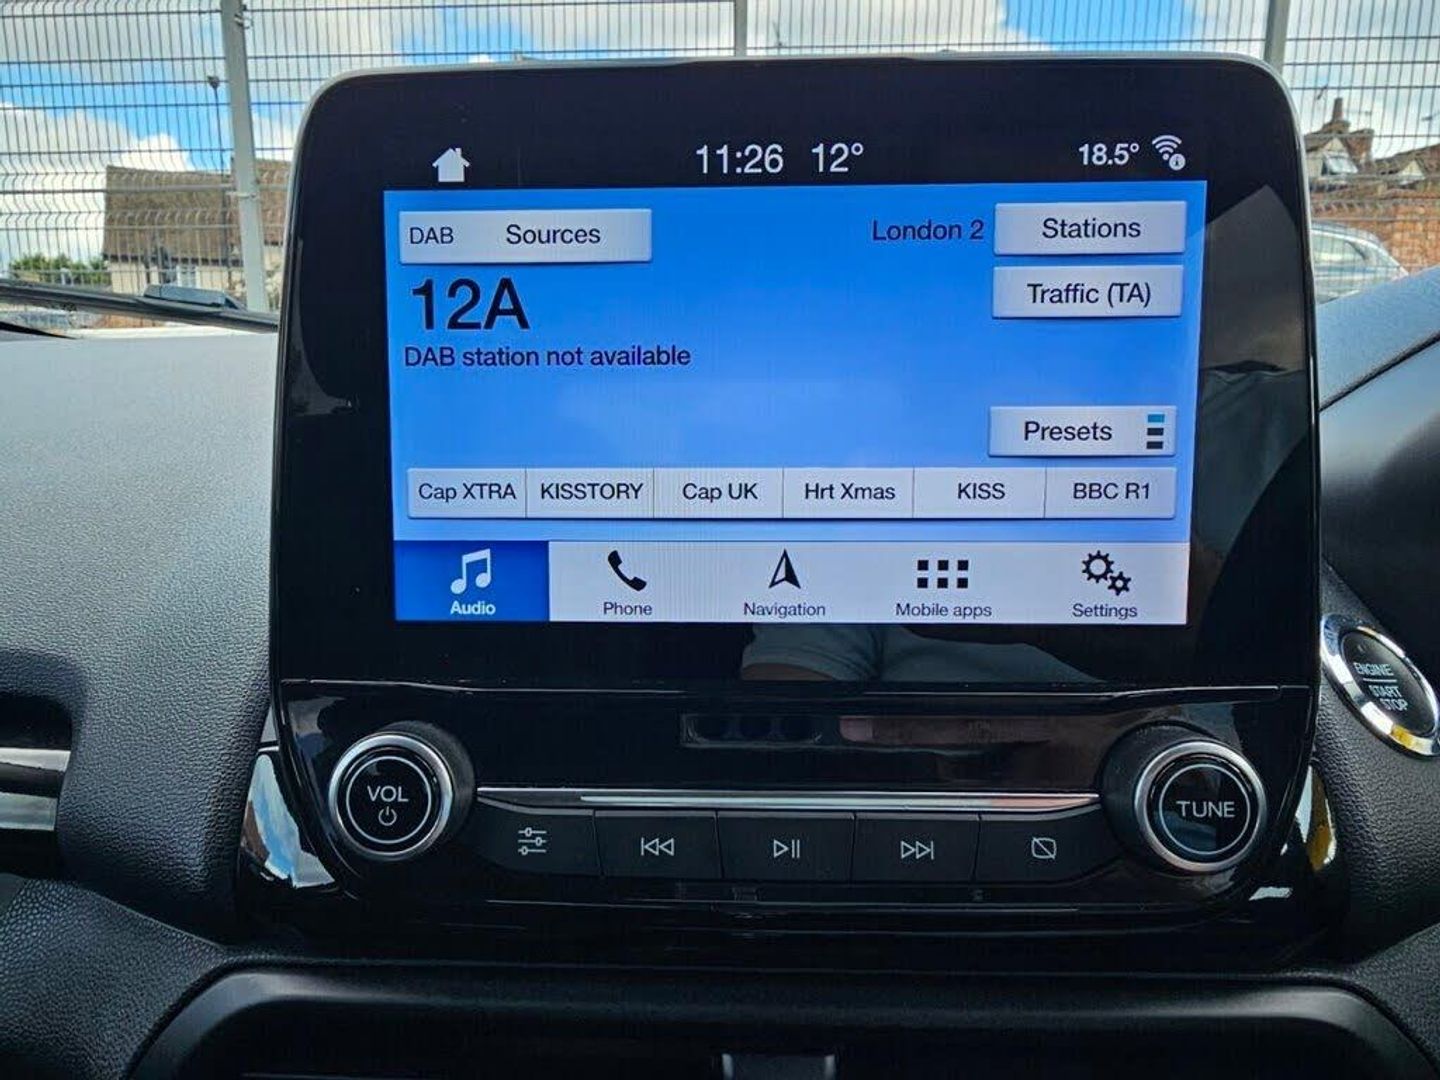 11:26 12° 18.5°
DAB Sources London 2 Stations
12A Traffic (TA)
DAB station not available
Presets
Cap XTRA KISSTORY Cap UK Hrt Xmas KISS BBC R1
Audio Phone Navigation Mobile apps Settings
ENGINE
START
STOP
VOL TUNE